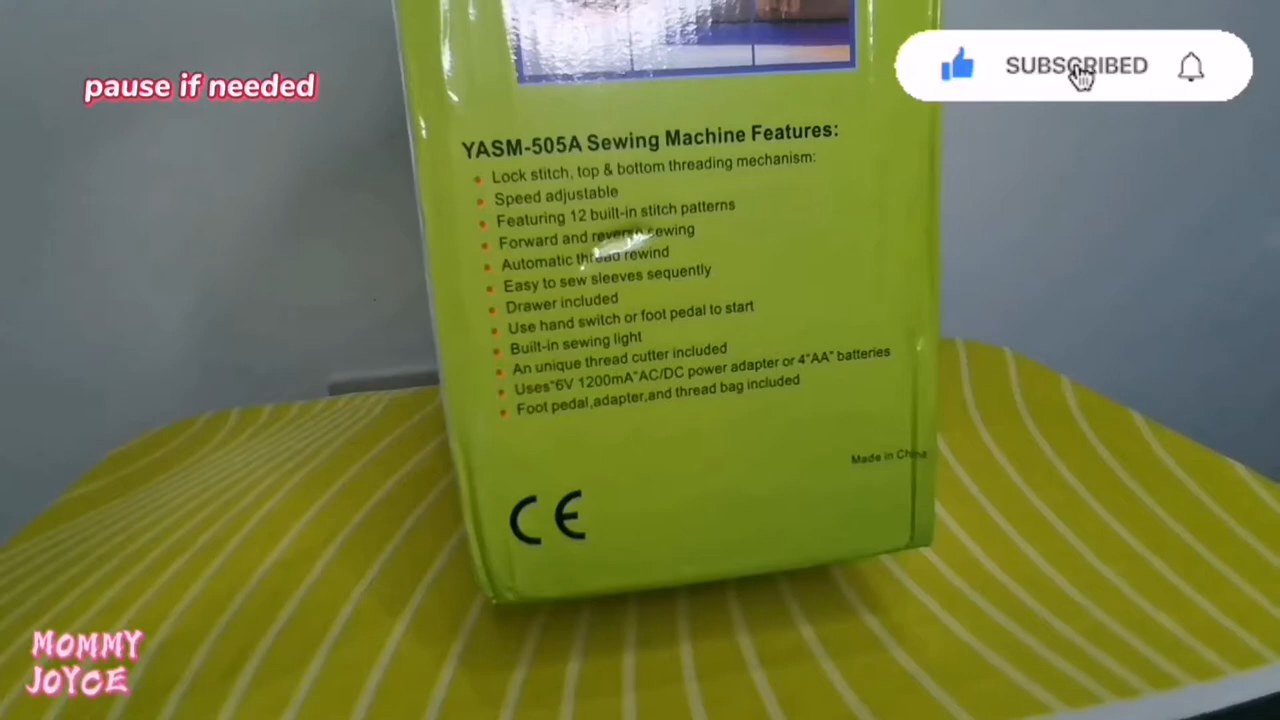 pause if needed
SUBSCRIBED
YASM-505A Sewing Machine Features:
• Lock stitch, top & bottom threading mechanism:
• Speed adjustable
• Featuring 12 built-in stitch patterns
• Forward and reverse sewing
• Automatic thread rewind
• Easy to sew sleeves sequently
• Drawer included
• Use hand switch or foot pedal to start
• Built-in sewing light
• An unique thread cutter included
• Uses"6V 1200mA"AC/DC power adapter or 4"AA" batteries
• Foot pedal,adapter,and thread bag included
Made in China
CE
MOMMY
JOYCE